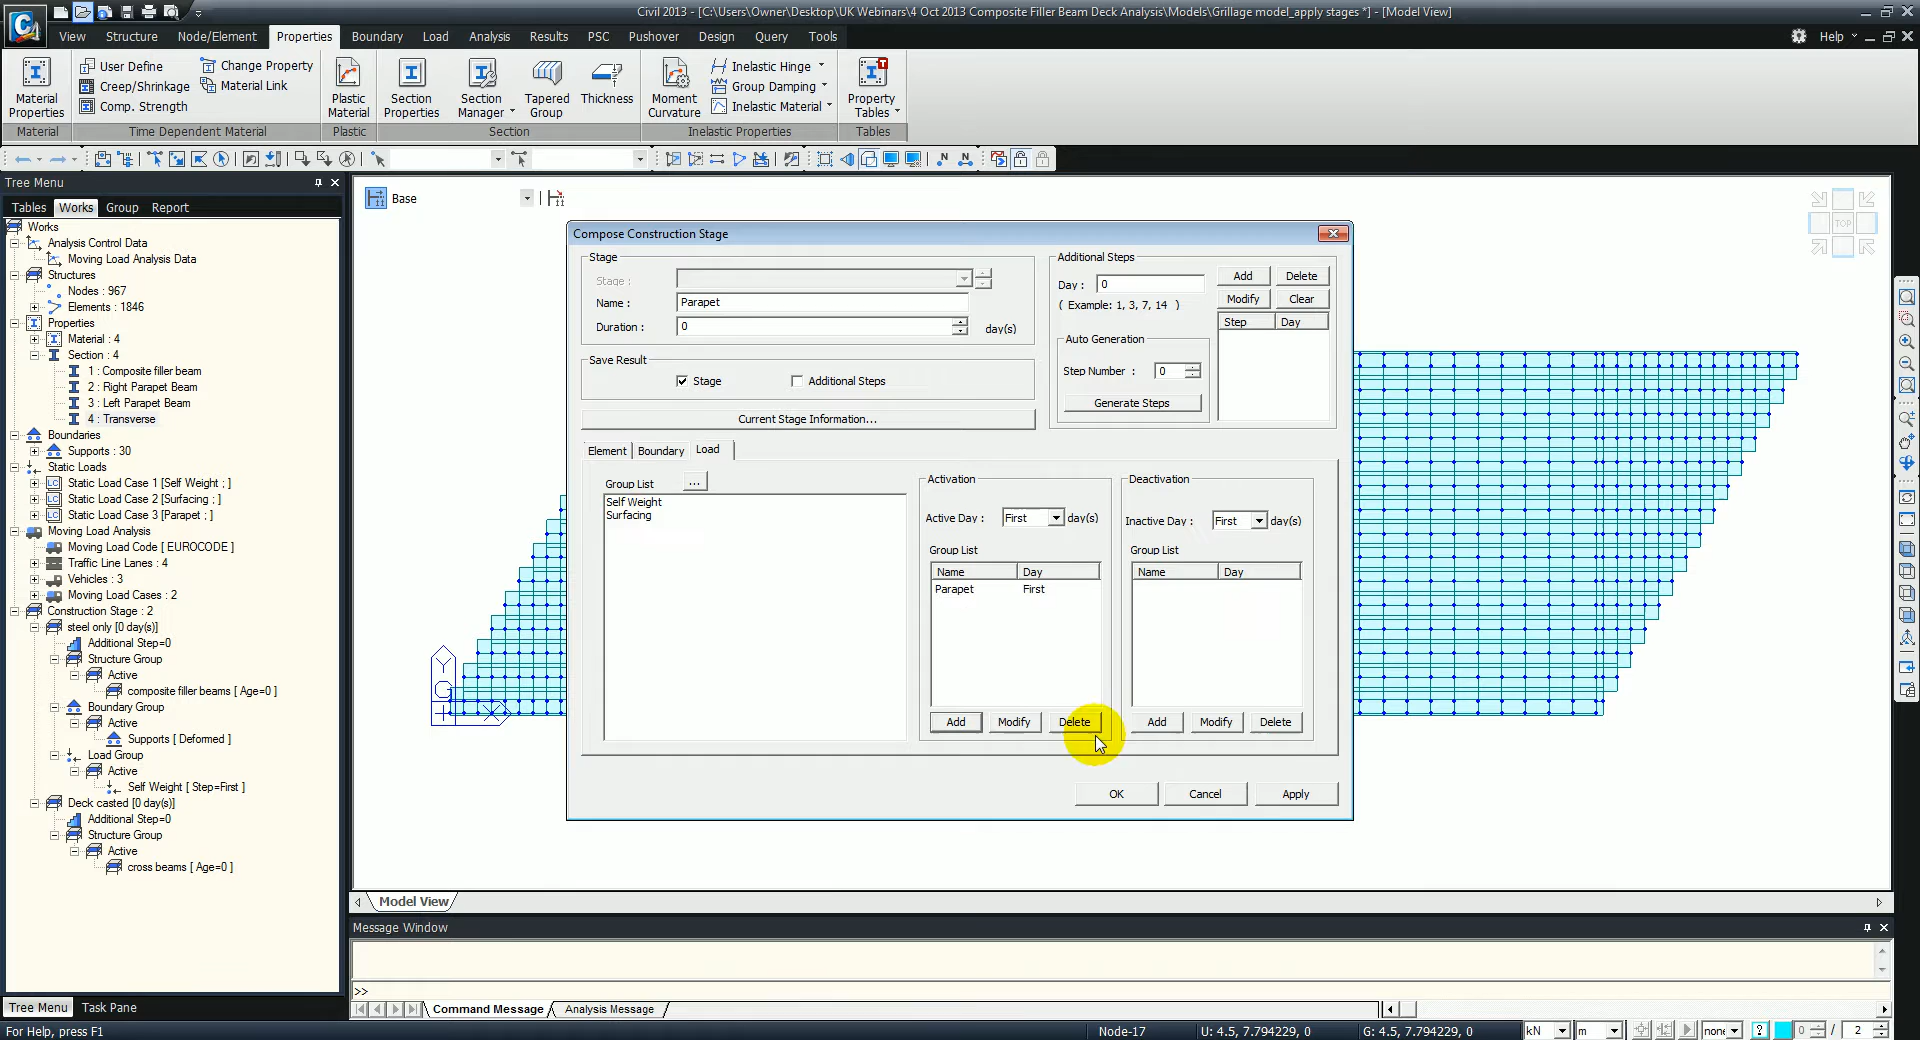 Civil 2013 - [C:\Users\Owner\Desktop\UK Webinars\4 Oct 2013 Composite Filler Beam Deck Analysis\Models\Grillage model_apply stages *] - [Model View]
View Structure Node/Element Properties Boundary Load Analysis Results PSC Pushover Design Query Tools Help
User Define Change Property Inelastic Hinge
Creep/Shrinkage Material Link Group Damping
Comp. Strength Inelastic Material
Material Properties
Plastic Material
Section Properties
Section Manager
Tapered Group
Thickness
Moment Curvature
Property Tables
Material Time Dependent Material Plastic Section Inelastic Properties Tables
Tree Menu
Tables Works Group Report
Works
Analysis Control Data
Moving Load Analysis Data
Structures
Nodes : 967
Elements : 1846
Properties
Material : 4
Section : 4
1 : Composite filler beam
2 : Right Parapet Beam
3 : Left Parapet Beam
4 : Transverse
Boundaries
Supports : 30
Static Loads
Static Load Case 1 [Self Weight ; ]
Static Load Case 2 [Surfacing ; ]
Static Load Case 3 [Parapet ; ]
Moving Load Analysis
Moving Load Code [ EUROCODE ]
Traffic Line Lanes : 4
Vehicles : 3
Moving Load Cases : 2
Construction Stage : 2
steel only [0 day(s)]
Additional Step=0
Structure Group
Active
composite filler beams [ Age=0 ]
Boundary Group
Active
Supports [ Deformed ]
Load Group
Active
Self Weight [ Step=First ]
Deck casted [0 day(s)]
Additional Step=0
Structure Group
Active
cross beams [ Age=0 ]
Tree Menu Task Pane
Base
TOP
Compose Construction Stage
Stage
Stage :
Name : Parapet
Duration : 0 day(s)
Save Result
Stage Additional Steps
Current Stage Information...
Additional Steps
Day : 0 Add Delete
( Example: 1, 3, 7, 14 ) Modify Clear
Step Day
Auto Generation
Step Number : 0
Generate Steps
Element Boundary Load
Group List ...
Self Weight
Surfacing
Activation
Active Day : First day(s)
Group List
Name Day
Parapet First
Add Modify Delete
Deactivation
Inactive Day : First day(s)
Group List
Name Day
Add Modify Delete
OK Cancel Apply
Y
X
Model View
Message Window
>>
Command Message Analysis Message
For Help, press F1 Node-17 U: 4.5, 7.794229, 0 G: 4.5, 7.794229, 0 kN m none ? 0 / 2